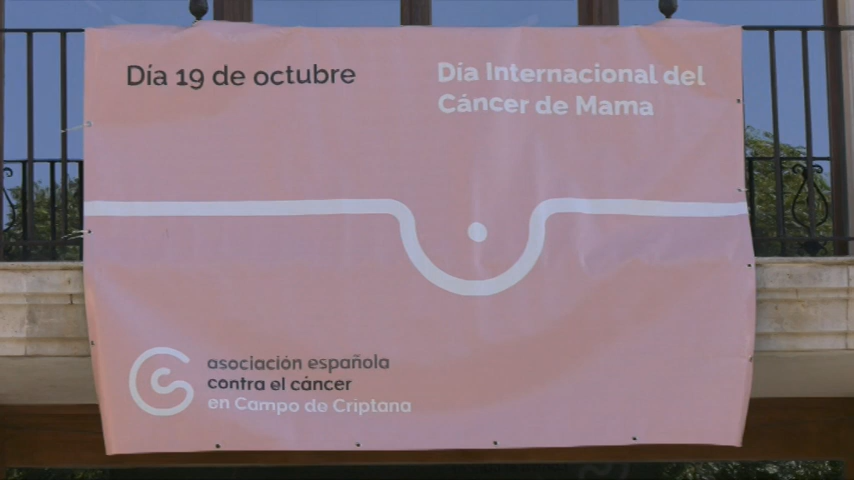 Día 19 de octubre
Día Internacional del
Cáncer de Mama
asociación española
contra el cáncer
en Campo de Criptana